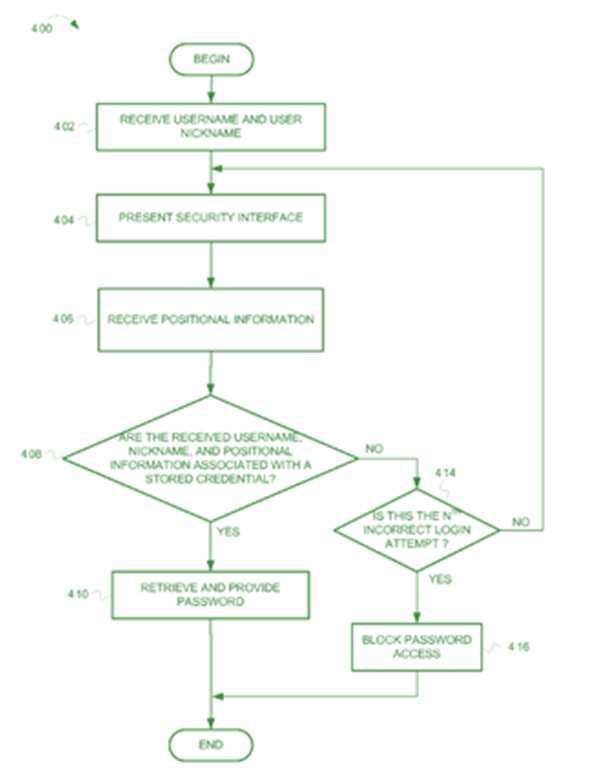 400
BEGIN
402
RECEIVE USERNAME AND USER
NICKNAME
404
PRESENT SECURITY INTERFACE
406
RECEIVE POSITIONAL INFORMATION
408
ARE THE RECEIVED USERNAME,
NICKNAME, AND POSITIONAL
INFORMATION ASSOCIATED WITH A
STORED CREDENTIAL?
NO
414
IS THIS THE NTH
INCORRECT LOGIN
ATTEMPT ?
NO
YES
YES
410
RETRIEVE AND PROVIDE
PASSWORD
BLOCK PASSWORD
ACCESS
416
END